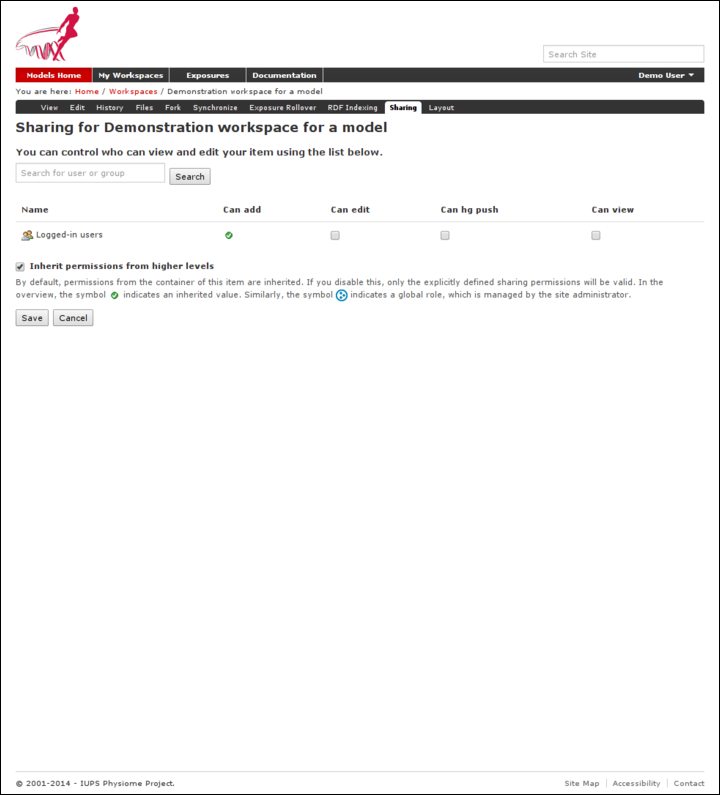 Search Site
Models Home My Workspaces Exposures Documentation Demo User
You are here: Home / Workspaces / Demonstration workspace for a model
View Edit History Files Fork Synchronize Exposure Rollover RDF Indexing Sharing Layout
Sharing for Demonstration workspace for a model
You can control who can view and edit your item using the list below.
Search for user or group Search
Name Can add Can edit Can hg push Can view
Logged-in users
Inherit permissions from higher levels
By default, permissions from the container of this item are inherited. If you disable this, only the explicitly defined sharing permissions will be valid. In the
overview, the symbol indicates an inherited value. Similarly, the symbol indicates a global role, which is managed by the site administrator.
Save Cancel
© 2001-2014 - IUPS Physiome Project. Site Map Accessibility Contact